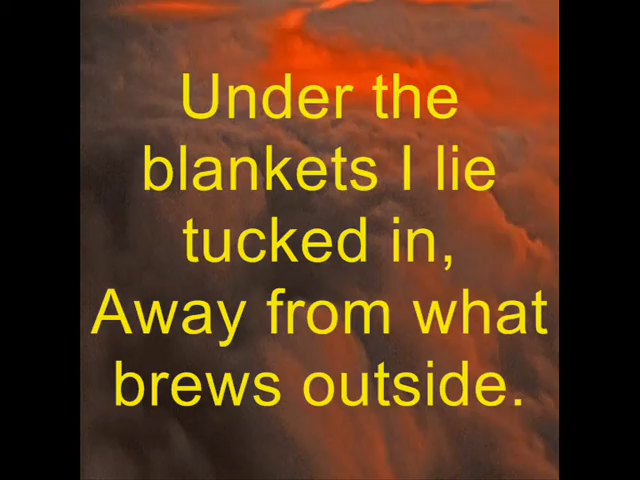 Under the
blankets I lie
tucked in,
Away from what
brews outside.